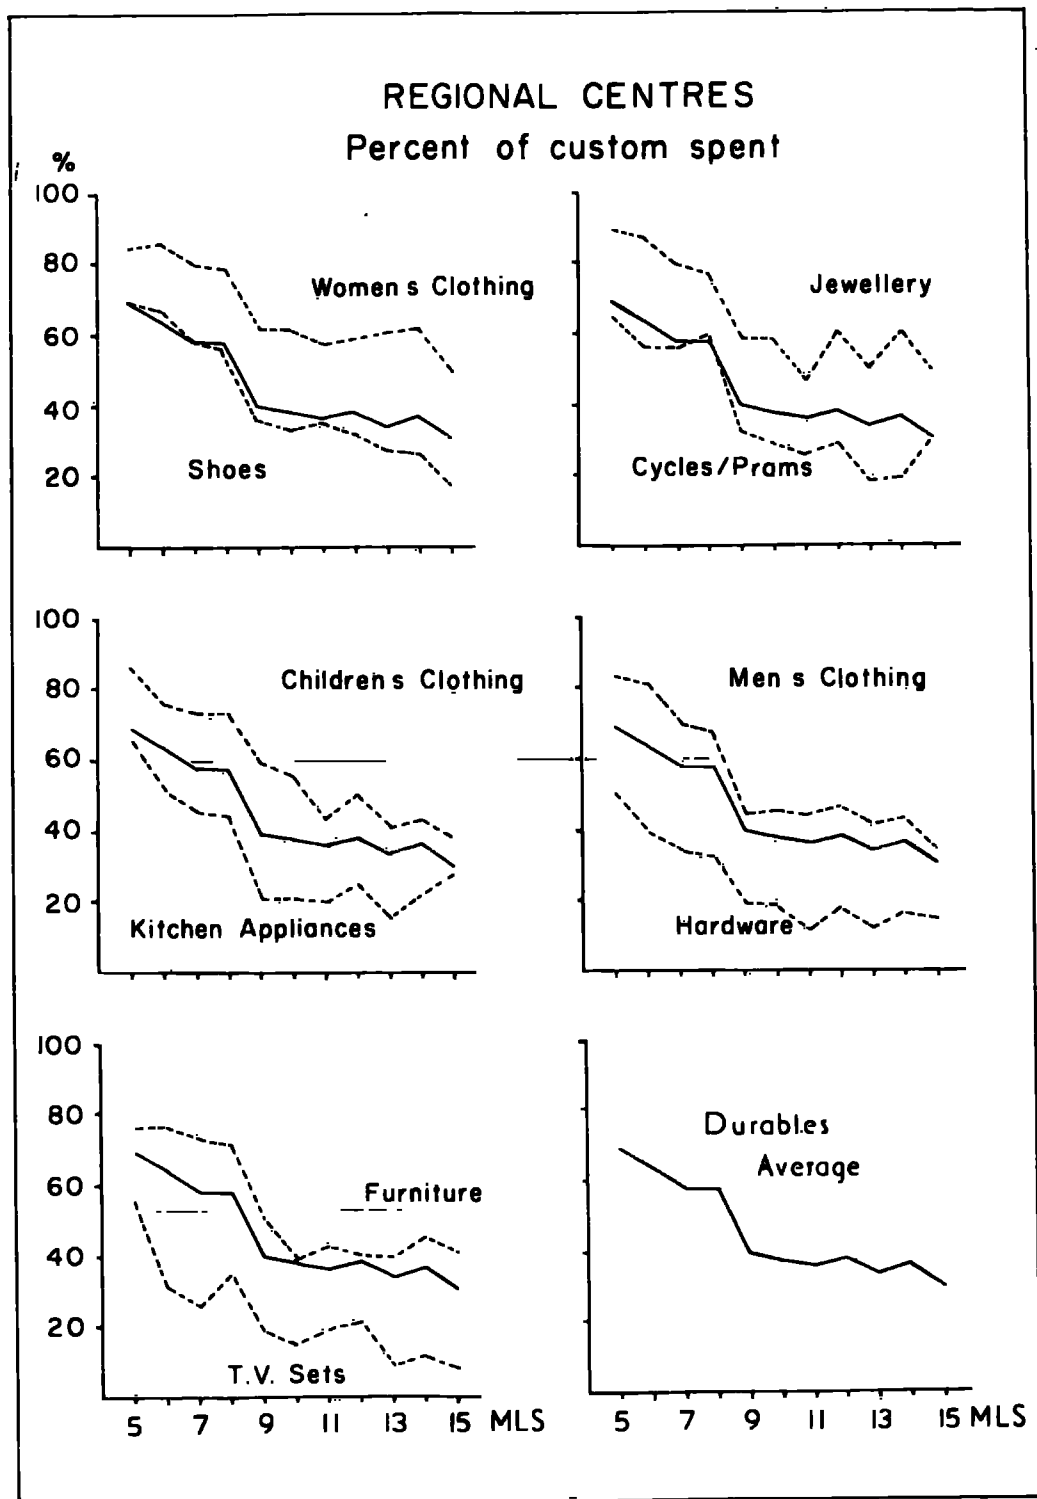 REGIONAL CENTRES
Percent of custom spent
%
100
80
60
40
20
Women s Clothing
Shoes
Jewellery
Cycles/Prams
100
80
60
40
20
Children s Clothing
Kitchen Appliances
Men s Clothing
Hardware
100
80
60
40
20
Furniture
T.V. Sets
5 7 9 11 13 15 MLS
Durables
Average
5 7 9 11 13 15 MLS